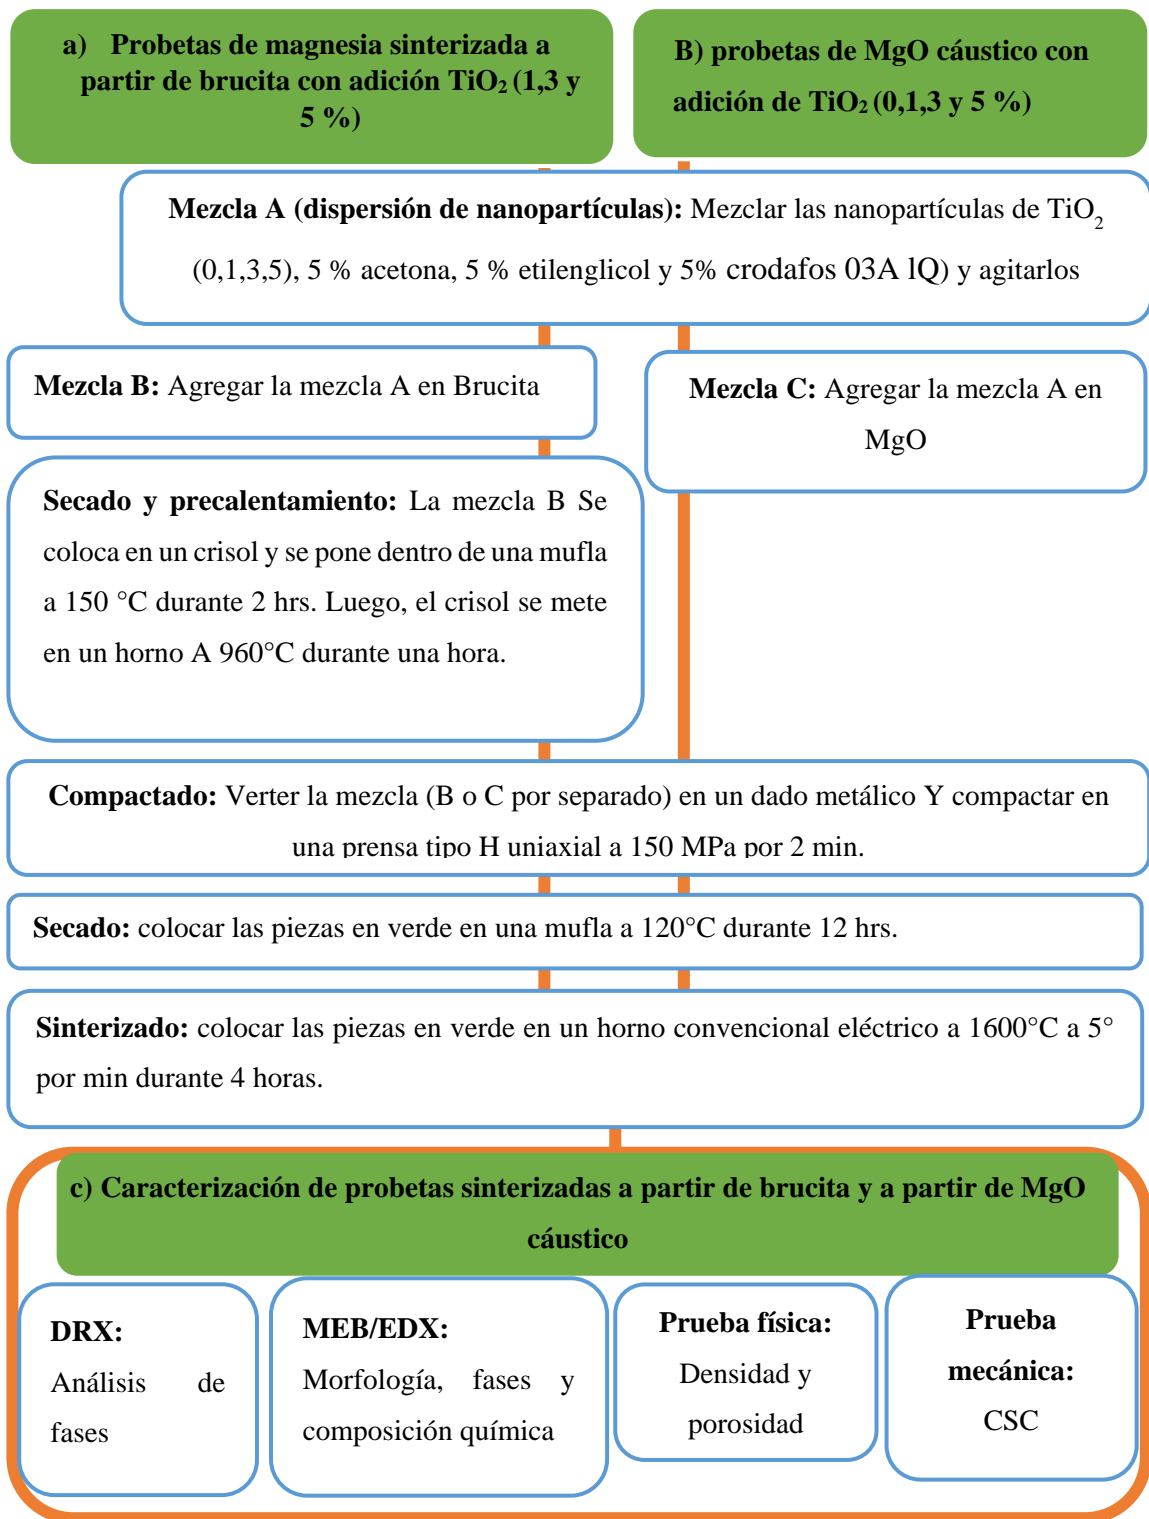 a) Probetas de magnesia sinterizada a
partir de brucita con adición TiO₂ (1,3 y
5 %)
B) probetas de MgO cáustico con
adición de TiO₂ (0,1,3 y 5 %)
Mezcla A (dispersión de nanopartículas): Mezclar las nanopartículas de TiO₂
(0,1,3,5), 5 % acetona, 5 % etilenglicol y 5% crodafos 03A lQ) y agitarlos
Mezcla B: Agregar la mezcla A en Brucita
Mezcla C: Agregar la mezcla A en
MgO
Secado y precalentamiento: La mezcla B Se
coloca en un crisol y se pone dentro de una mufla
a 150 °C durante 2 hrs. Luego, el crisol se mete
en un horno A 960°C durante una hora.
Compactado: Verter la mezcla (B o C por separado) en un dado metálico Y compactar en
una prensa tipo H uniaxial a 150 MPa por 2 min.
Secado: colocar las piezas en verde en una mufla a 120°C durante 12 hrs.
Sinterizado: colocar las piezas en verde en un horno convencional eléctrico a 1600°C a 5°
por min durante 4 horas.
c) Caracterización de probetas sinterizadas a partir de brucita y a partir de MgO
cáustico
DRX:
Análisis de
fases
MEB/EDX:
Morfología, fases y
composición química
Prueba física:
Densidad y
porosidad
Prueba
mecánica:
CSC